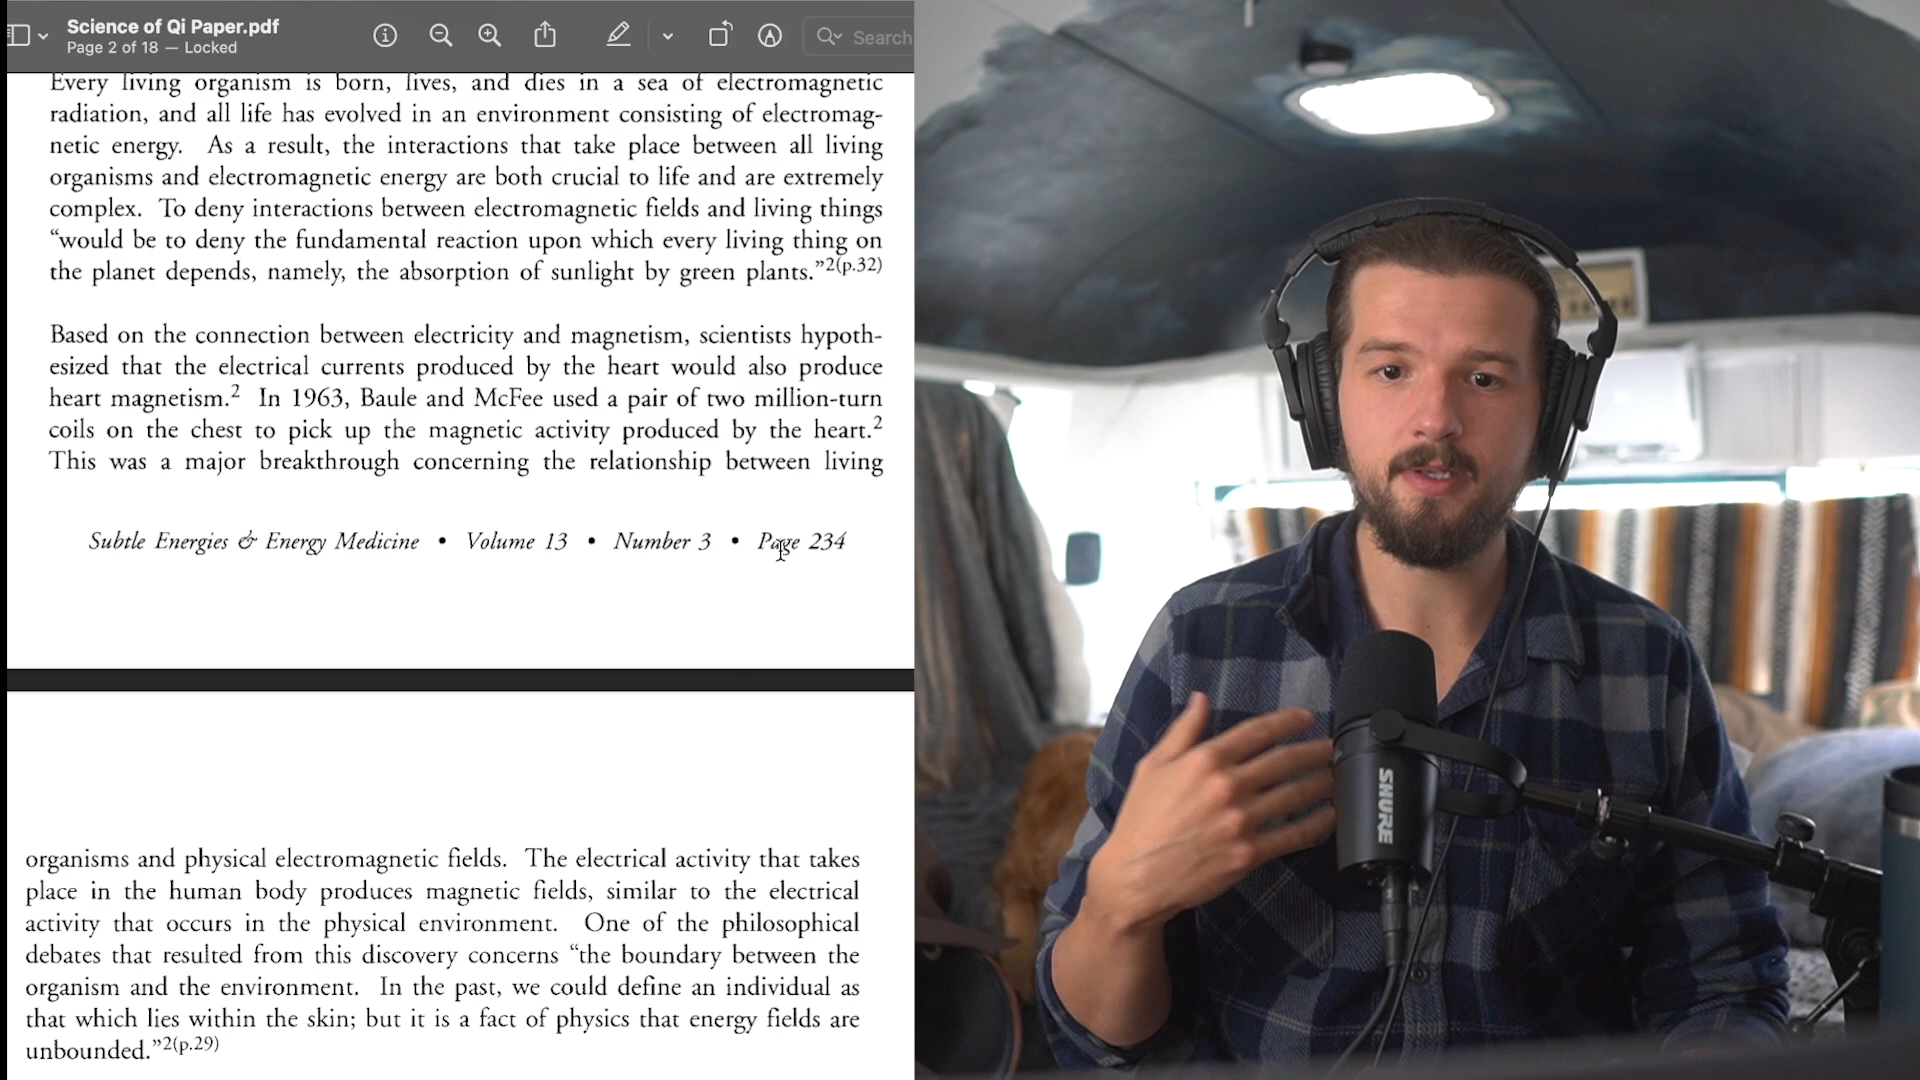 Science of Qi Paper.pdf
Page 2 of 18 — Locked
Search
Every living organism is born, lives, and dies in a sea of electromagnetic
radiation, and all life has evolved in an environment consisting of electromag-
netic energy. As a result, the interactions that take place between all living
organisms and electromagnetic energy are both crucial to life and are extremely
complex. To deny interactions between electromagnetic fields and living things
“would be to deny the fundamental reaction upon which every living thing on
the planet depends, namely, the absorption of sunlight by green plants.”2(p.32)
Based on the connection between electricity and magnetism, scientists hypoth-
esized that the electrical currents produced by the heart would also produce
heart magnetism.2 In 1963, Baule and McFee used a pair of two million-turn
coils on the chest to pick up the magnetic activity produced by the heart.2
This was a major breakthrough concerning the relationship between living
Subtle Energies & Energy Medicine • Volume 13 • Number 3 • Page 234
organisms and physical electromagnetic fields. The electrical activity that takes
place in the human body produces magnetic fields, similar to the electrical
activity that occurs in the physical environment. One of the philosophical
debates that resulted from this discovery concerns “the boundary between the
organism and the environment. In the past, we could define an individual as
that which lies within the skin; but it is a fact of physics that energy fields are
unbounded.”2(p.29)
SHURE